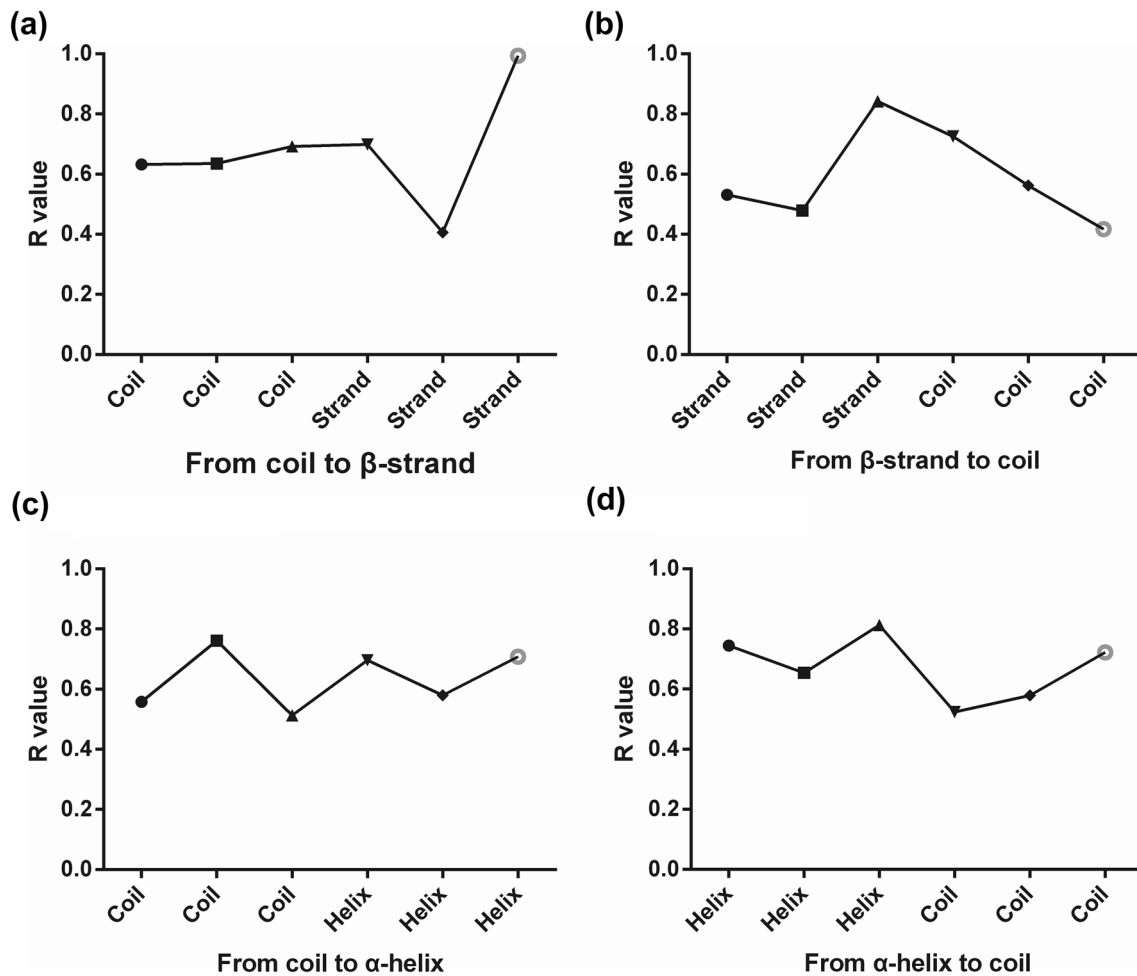 (a)
1.0
0.8
0.6
0.4
0.2
0.0
R value
Coil
Coil
Coil
Strand
Strand
Strand
From coil to β-strand
(b)
1.0
0.8
0.6
0.4
0.2
0.0
R value
Strand
Strand
Strand
Coil
Coil
Coil
From β-strand to coil
(c)
1.0
0.8
0.6
0.4
0.2
0.0
R value
Coil
Coil
Coil
Helix
Helix
Helix
From coil to α-helix
(d)
1.0
0.8
0.6
0.4
0.2
0.0
R value
Helix
Helix
Helix
Coil
Coil
Coil
From α-helix to coil